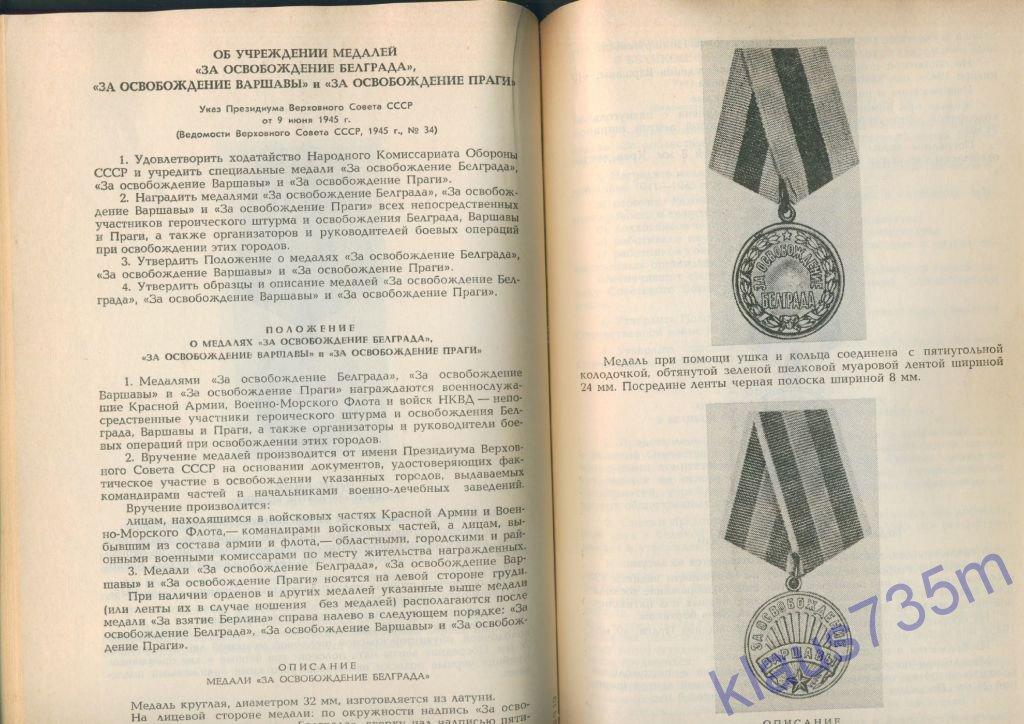 ОБ УЧРЕЖДЕНИИ МЕДАЛЕЙ
«ЗА ОСВОБОЖДЕНИЕ БЕЛГРАДА»,
«ЗА ОСВОБОЖДЕНИЕ ВАРШАВЫ» и «ЗА ОСВОБОЖДЕНИЕ ПРАГИ»
Указ Президиума Верховного Совета СССР
от 9 июня 1945 г.
(Ведомости Верховного Совета СССР, 1945 г., № 34)
1. Удовлетворить ходатайство Народного Комиссариата Обороны
СССР и учредить специальные медали «За освобождение Белграда»,
«За освобождение Варшавы» и «За освобождение Праги».
2. Наградить медалями «За освобождение Белграда», «За освобож-
дение Варшавы» и «За освобождение Праги» всех непосредственных
участников героического штурма и освобождения Белграда, Варшавы
и Праги, а также организаторов и руководителей боевых операций
при освобождении этих городов.
3. Утвердить Положение о медалях «За освобождение Белграда»,
«За освобождение Варшавы» и «За освобождение Праги».
4. Утвердить образцы и описание медалей «За освобождение Бел-
града», «За освобождение Варшавы» и «За освобождение Праги».
ПОЛОЖЕНИЕ
О МЕДАЛЯХ «ЗА ОСВОБОЖДЕНИЕ БЕЛГРАДА»,
«ЗА ОСВОБОЖДЕНИЕ ВАРШАВЫ» и «ЗА ОСВОБОЖДЕНИЕ ПРАГИ»
1. Медалями «За освобождение Белграда», «За освобождение
Варшавы» и «За освобождение Праги» награждаются военнослужа-
щие Красной Армии, Военно-Морского Флота и войск НКВД — непо-
средственные участники героического штурма и освобождения Бел-
града, Варшавы и Праги, а также организаторы и руководители бое-
вых операций при освобождении этих городов.
2. Вручение медалей производится от имени Президиума Верхов-
ного Совета СССР на основании документов, удостоверяющих фак-
тическое участие в освобождении указанных городов, выдаваемых
командирами частей и начальниками военно-лечебных заведений.
Вручение производится:
лицам, находящимся в войсковых частях Красной Армии и Воен-
но-Морского Флота,— командирами войсковых частей, а лицам, вы-
бывшим из состава армии и флота,— областными, городскими и рай-
онными военными комиссарами по месту жительства награжденных.
3. Медали «За освобождение Белграда», «За освобождение Вар-
шавы» и «За освобождение Праги» носятся на левой стороне груди.
При наличии орденов и других медалей указанные выше медали
(или ленты их в случае ношения без медалей) располагаются после
медали «За взятие Берлина» справа налево в следующем порядке: «За
освобождение Белграда», «За освобождение Варшавы» и «За освобож-
дение Праги».
ОПИСАНИЕ
МЕДАЛИ «ЗА ОСВОБОЖДЕНИЕ БЕЛГРАДА»
Медаль круглая, диаметром 32 мм, изготовляется из латуни.
На лицевой стороне медали: по окружности надпись «За осво-
ЗА ОСВОБОЖДЕНИЕ
БЕЛГРАДА
Медаль при помощи ушка и кольца соединена с пятиугольной
колодочкой, обтянутой зеленой шелковой муаровой лентой шириной
24 мм. Посредине ленты черная полоска шириной 8 мм.
ЗА ОСВОБОЖДЕНИЕ
ВАРШАВЫ
ОПИСАНИЕ
klaus735m